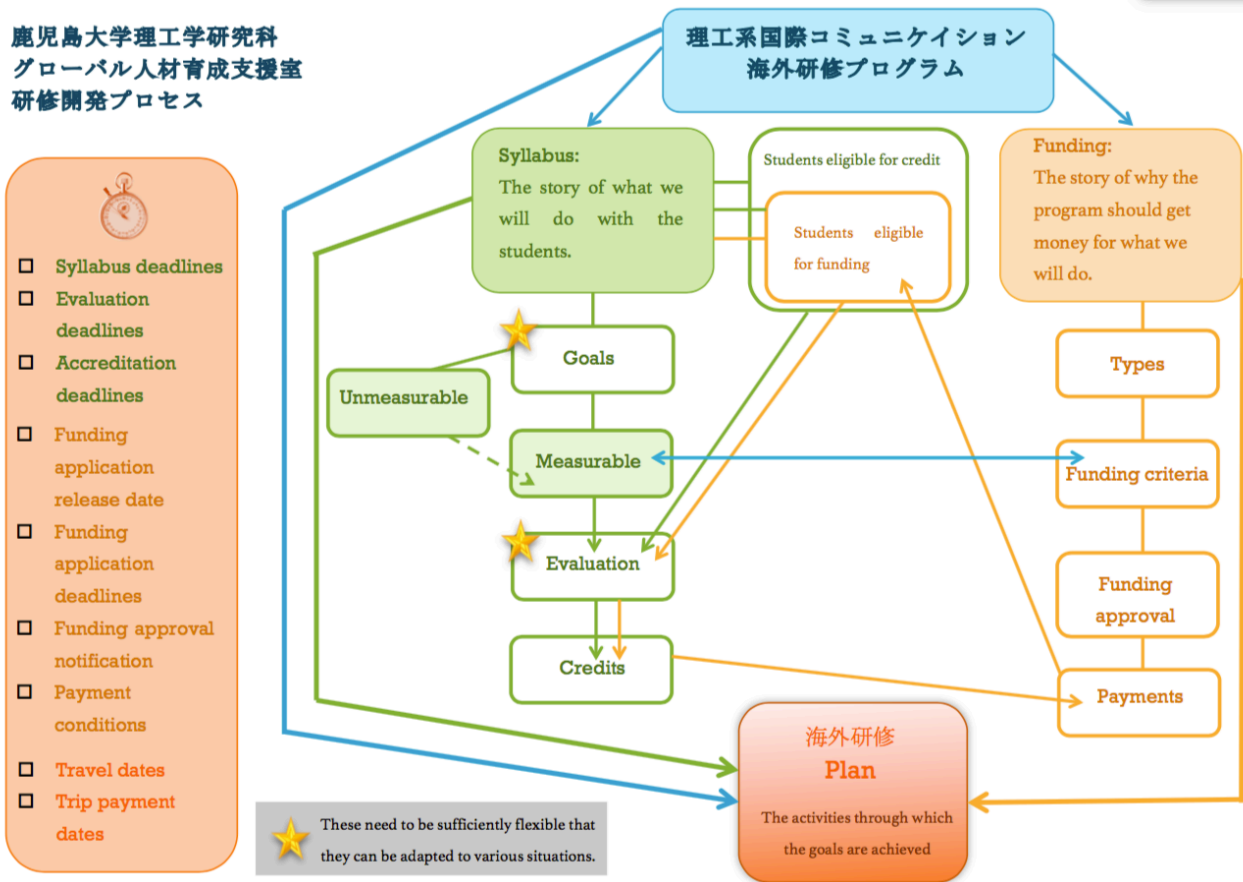 鹿児島大学理工学研究科
グローバル人材育成支援室
研修開発プロセス
理工系国際コミュニケイション
海外研修プログラム
Syllabus deadlines
Evaluation
deadlines
Accreditation
deadlines
Funding
application
release date
Funding
application
deadlines
Funding approval
notification
Payment
conditions
Travel dates
Trip payment
dates
Syllabus:
The story of what we
will do with the
students.
Students eligible for credit
Students eligible
for funding
Funding:
The story of why the
program should get
money for what we
will do.
Goals
Unmeasurable
Measurable
Evaluation
Credits
Types
Funding criteria
Funding
approval
Payments
海外研修
Plan
The activities through which
the goals are achieved
These need to be sufficiently flexible that
they can be adapted to various situations.